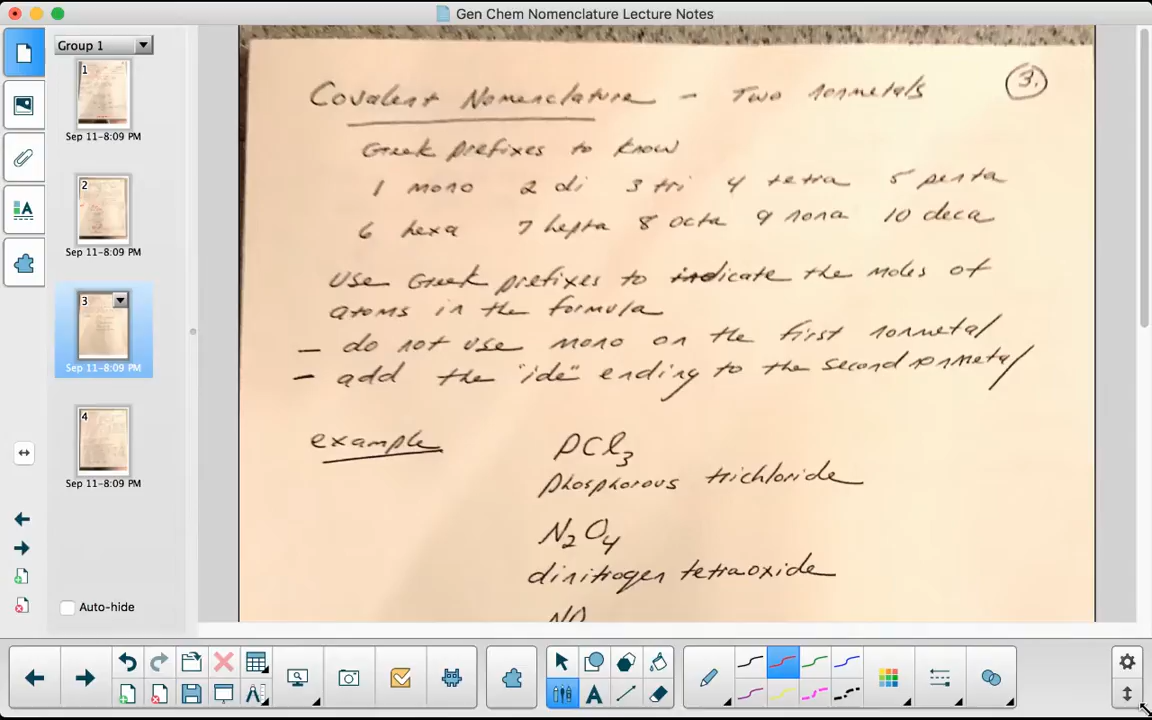 Gen Chem Nomenclature Lecture Notes
Group 1
1
Sep 11-8:09 PM
2
Sep 11-8:09 PM
3
Sep 11-8:09 PM
4
Sep 11-8:09 PM
Auto-hide
Covalent Nomenclature - Two nonmetals
3.
Greek prefixes to know
1 mono 2 di 3 tri 4 tetra 5 penta
6 hexa 7 hepta 8 octa 9 nona 10 deca
Use Greek prefixes to indicate the moles of
atoms in the formula
- do not use mono on the first nonmetal
- add the "ide" ending to the second nonmetal
example
PCl3
phosphorous trichloride
N2O4
dinitrogen tetraoxide